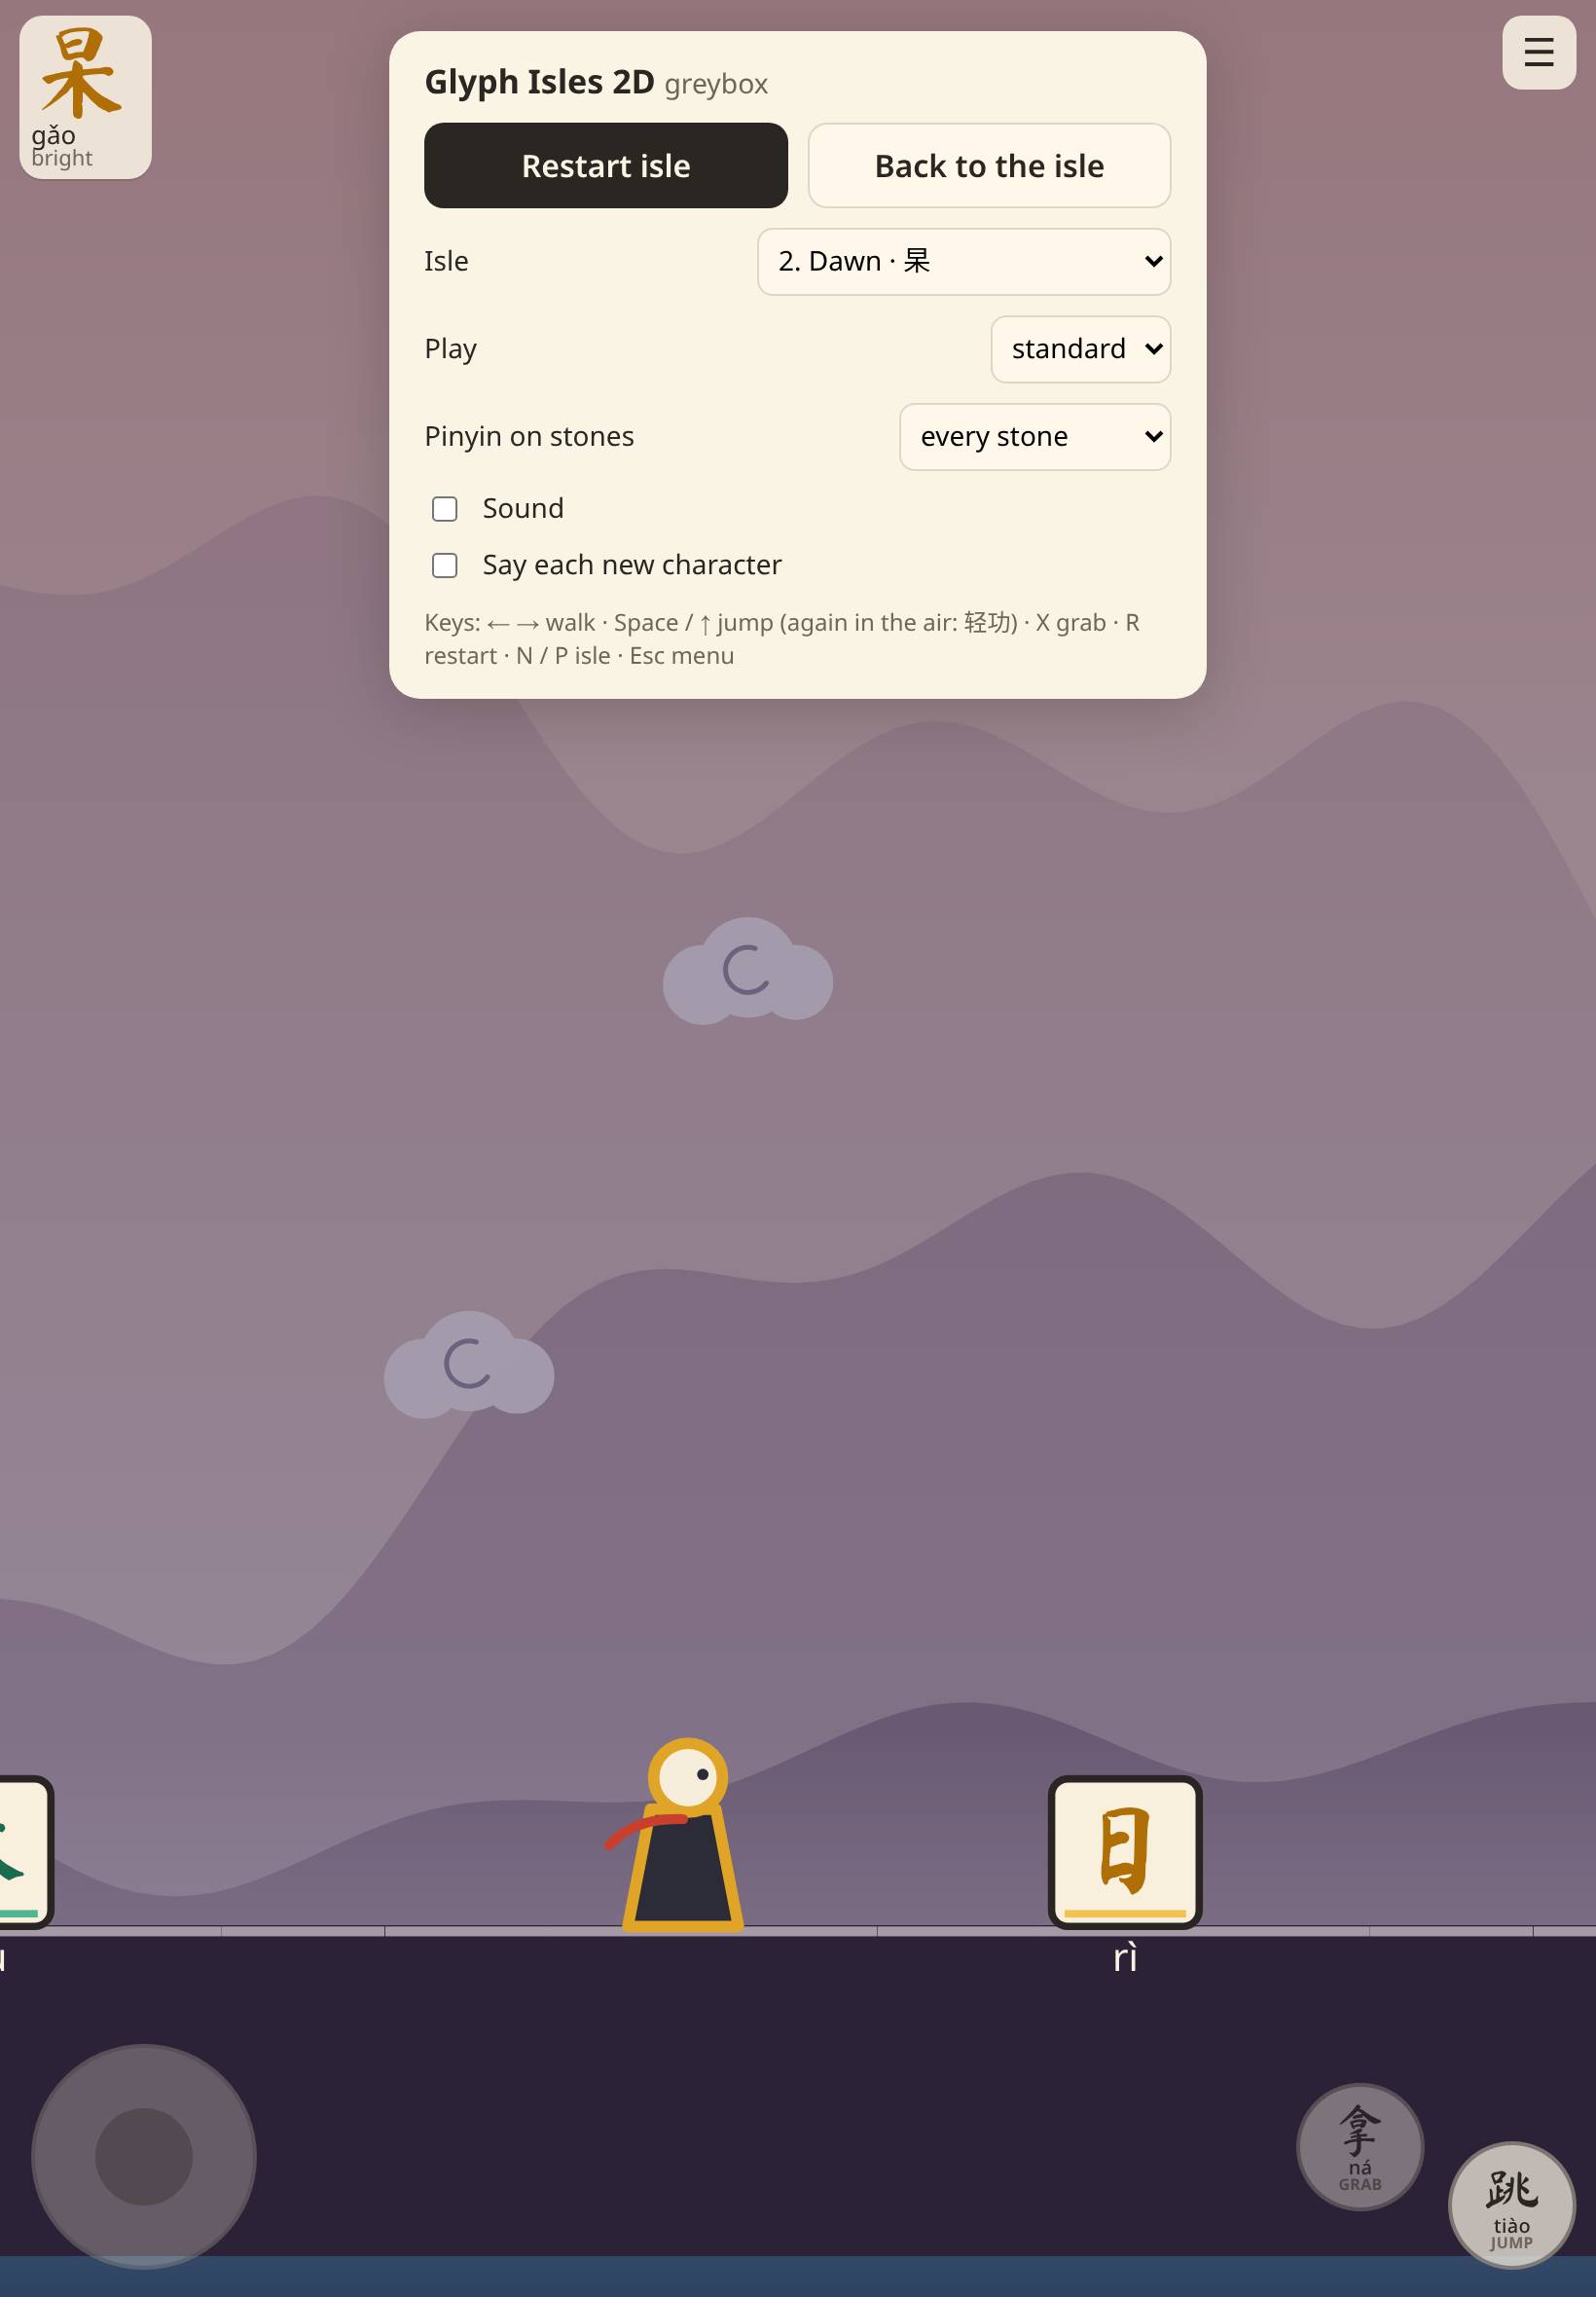 杲
gǎo
bright
☰
Glyph Isles 2D greybox
Restart isle
Back to the isle
Isle
2. Dawn · 杲
Play
standard
Pinyin on stones
every stone
Sound
Say each new character
Keys: ← → walk · Space / ↑ jump (again in the air: 轻功) · X grab · R
restart · N / P isle · Esc menu
日
rì
拿
ná
GRAB
跳
tiào
JUMP